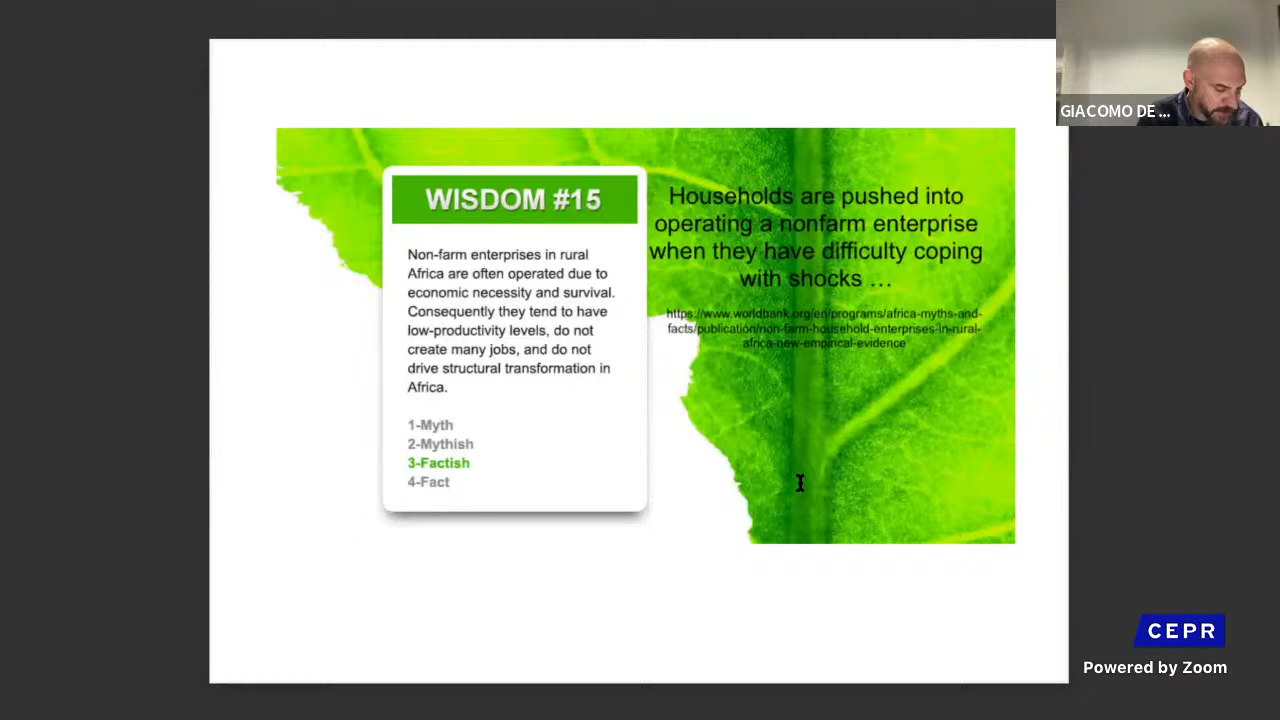 GIACOMO DE ...
WISDOM #15
Non-farm enterprises in rural
Africa are often operated due to
economic necessity and survival.
Consequently they tend to have
low-productivity levels, do not
create many jobs, and do not
drive structural transformation in
Africa.
1-Myth
2-Mythish
3-Factish
4-Fact
Households are pushed into
operating a nonfarm enterprise
when they have difficulty coping
with shocks …
https://www.worldbank.org/en/programs/africa-myths-and-
facts/publication/non-farm-household-enterprises-in-rural-
africa-new-empirical-evidence
CEPR
Powered by Zoom